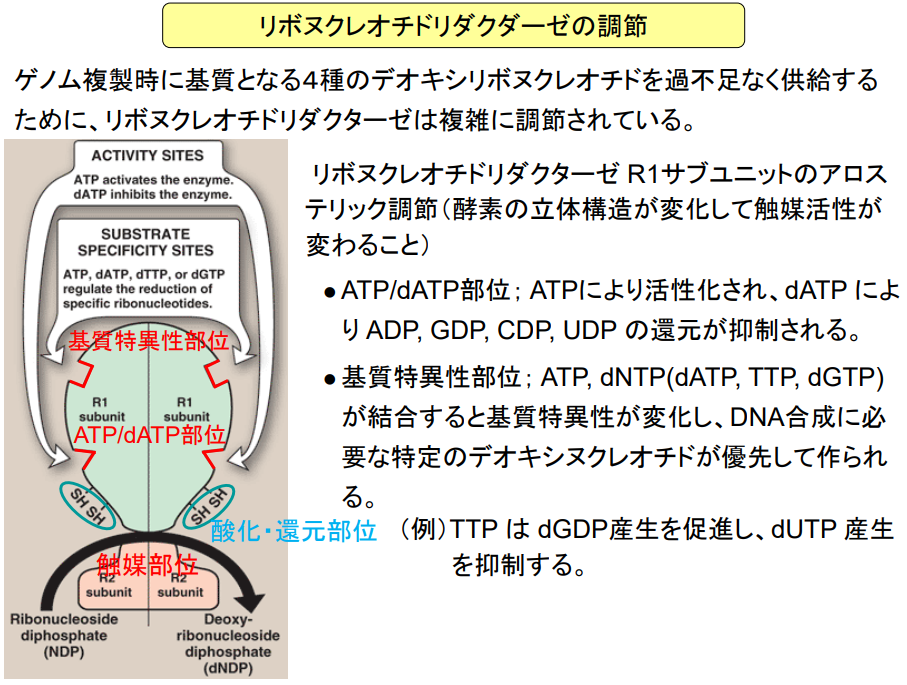 リボヌクレオチドリダクダーゼの調節
ゲノム複製時に基質となる4種のデオキシリボヌクレオチドを過不足なく供給する
ために、リボヌクレオチドリダクターゼは複雑に調節されている。
ACTIVITY SITES
ATP activates the enzyme.
dATP inhibits the enzyme.
SUBSTRATE
SPECIFICITY SITES
ATP, dATP, dTTP, or dGTP
regulate the reduction of
specific ribonucleotides.
基質特異性部位
R1
subunit
R1
subunit
ATP/dATP部位
SH SH
SH SH
酸化・還元部位
触媒部位
R2
subunit
R2
subunit
Ribonucleoside
diphosphate
(NDP)
Deoxy-
ribonucleoside
diphosphate
(dNDP)
リボヌクレオチドリダクターゼ R1サブユニットのアロス
テリック調節(酵素の立体構造が変化して触媒活性が
変わること)
●ATP/dATP部位; ATPにより活性化され、dATP によ
り ADP, GDP, CDP, UDP の還元が抑制される。
●基質特異性部位; ATP, dNTP(dATP, TTP, dGTP)
が結合すると基質特異性が変化し、DNA合成に必
要な特定のデオキシヌクレオチドが優先して作られ
る。
(例)TTP は dGDP産生を促進し、dUTP 産生
を抑制する。